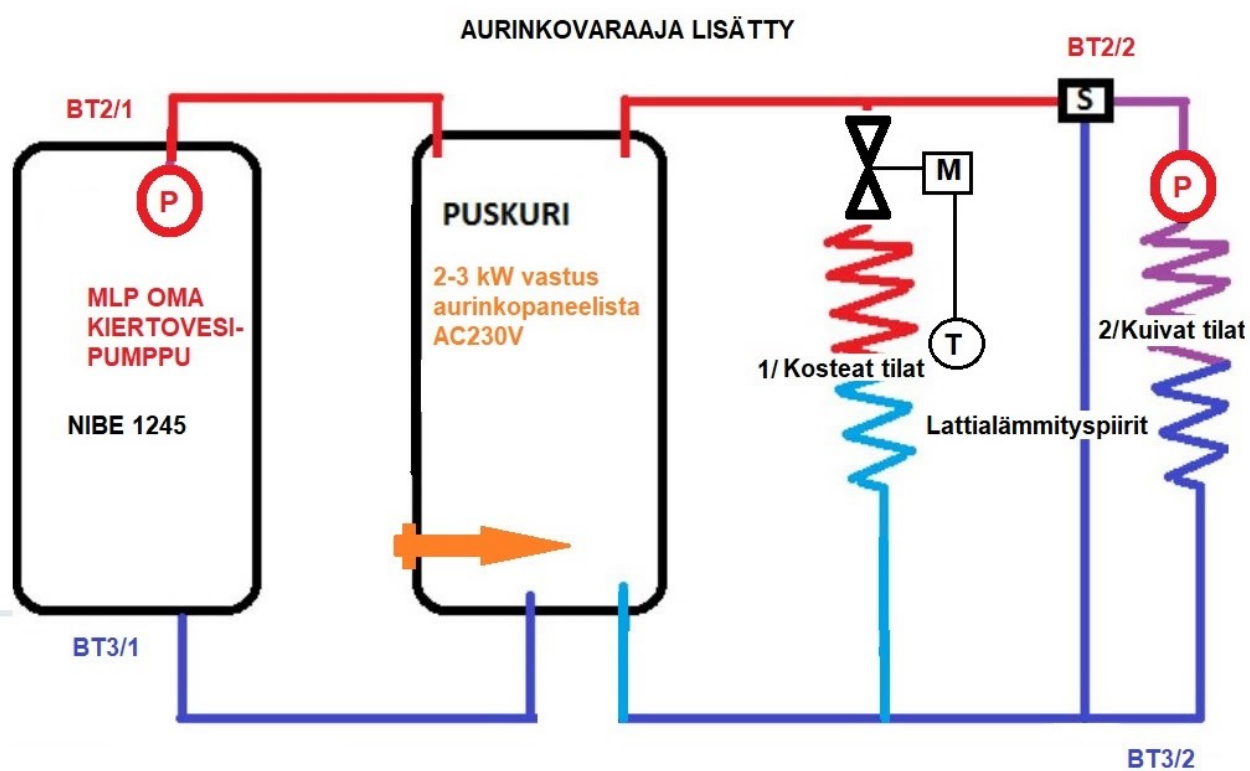 AURINKOVARAAJA LISÄTTY
BT2/1
BT2/2
S
P
P
M
PUSKURI
2-3 kW vastus
aurinkopaneelista
AC230V
MLP OMA
KIERTOVESI-
PUMPPU
T
2/Kuivat tilat
1/ Kosteat tilat
NIBE 1245
Lattialämmityspiirit
BT3/1
BT3/2